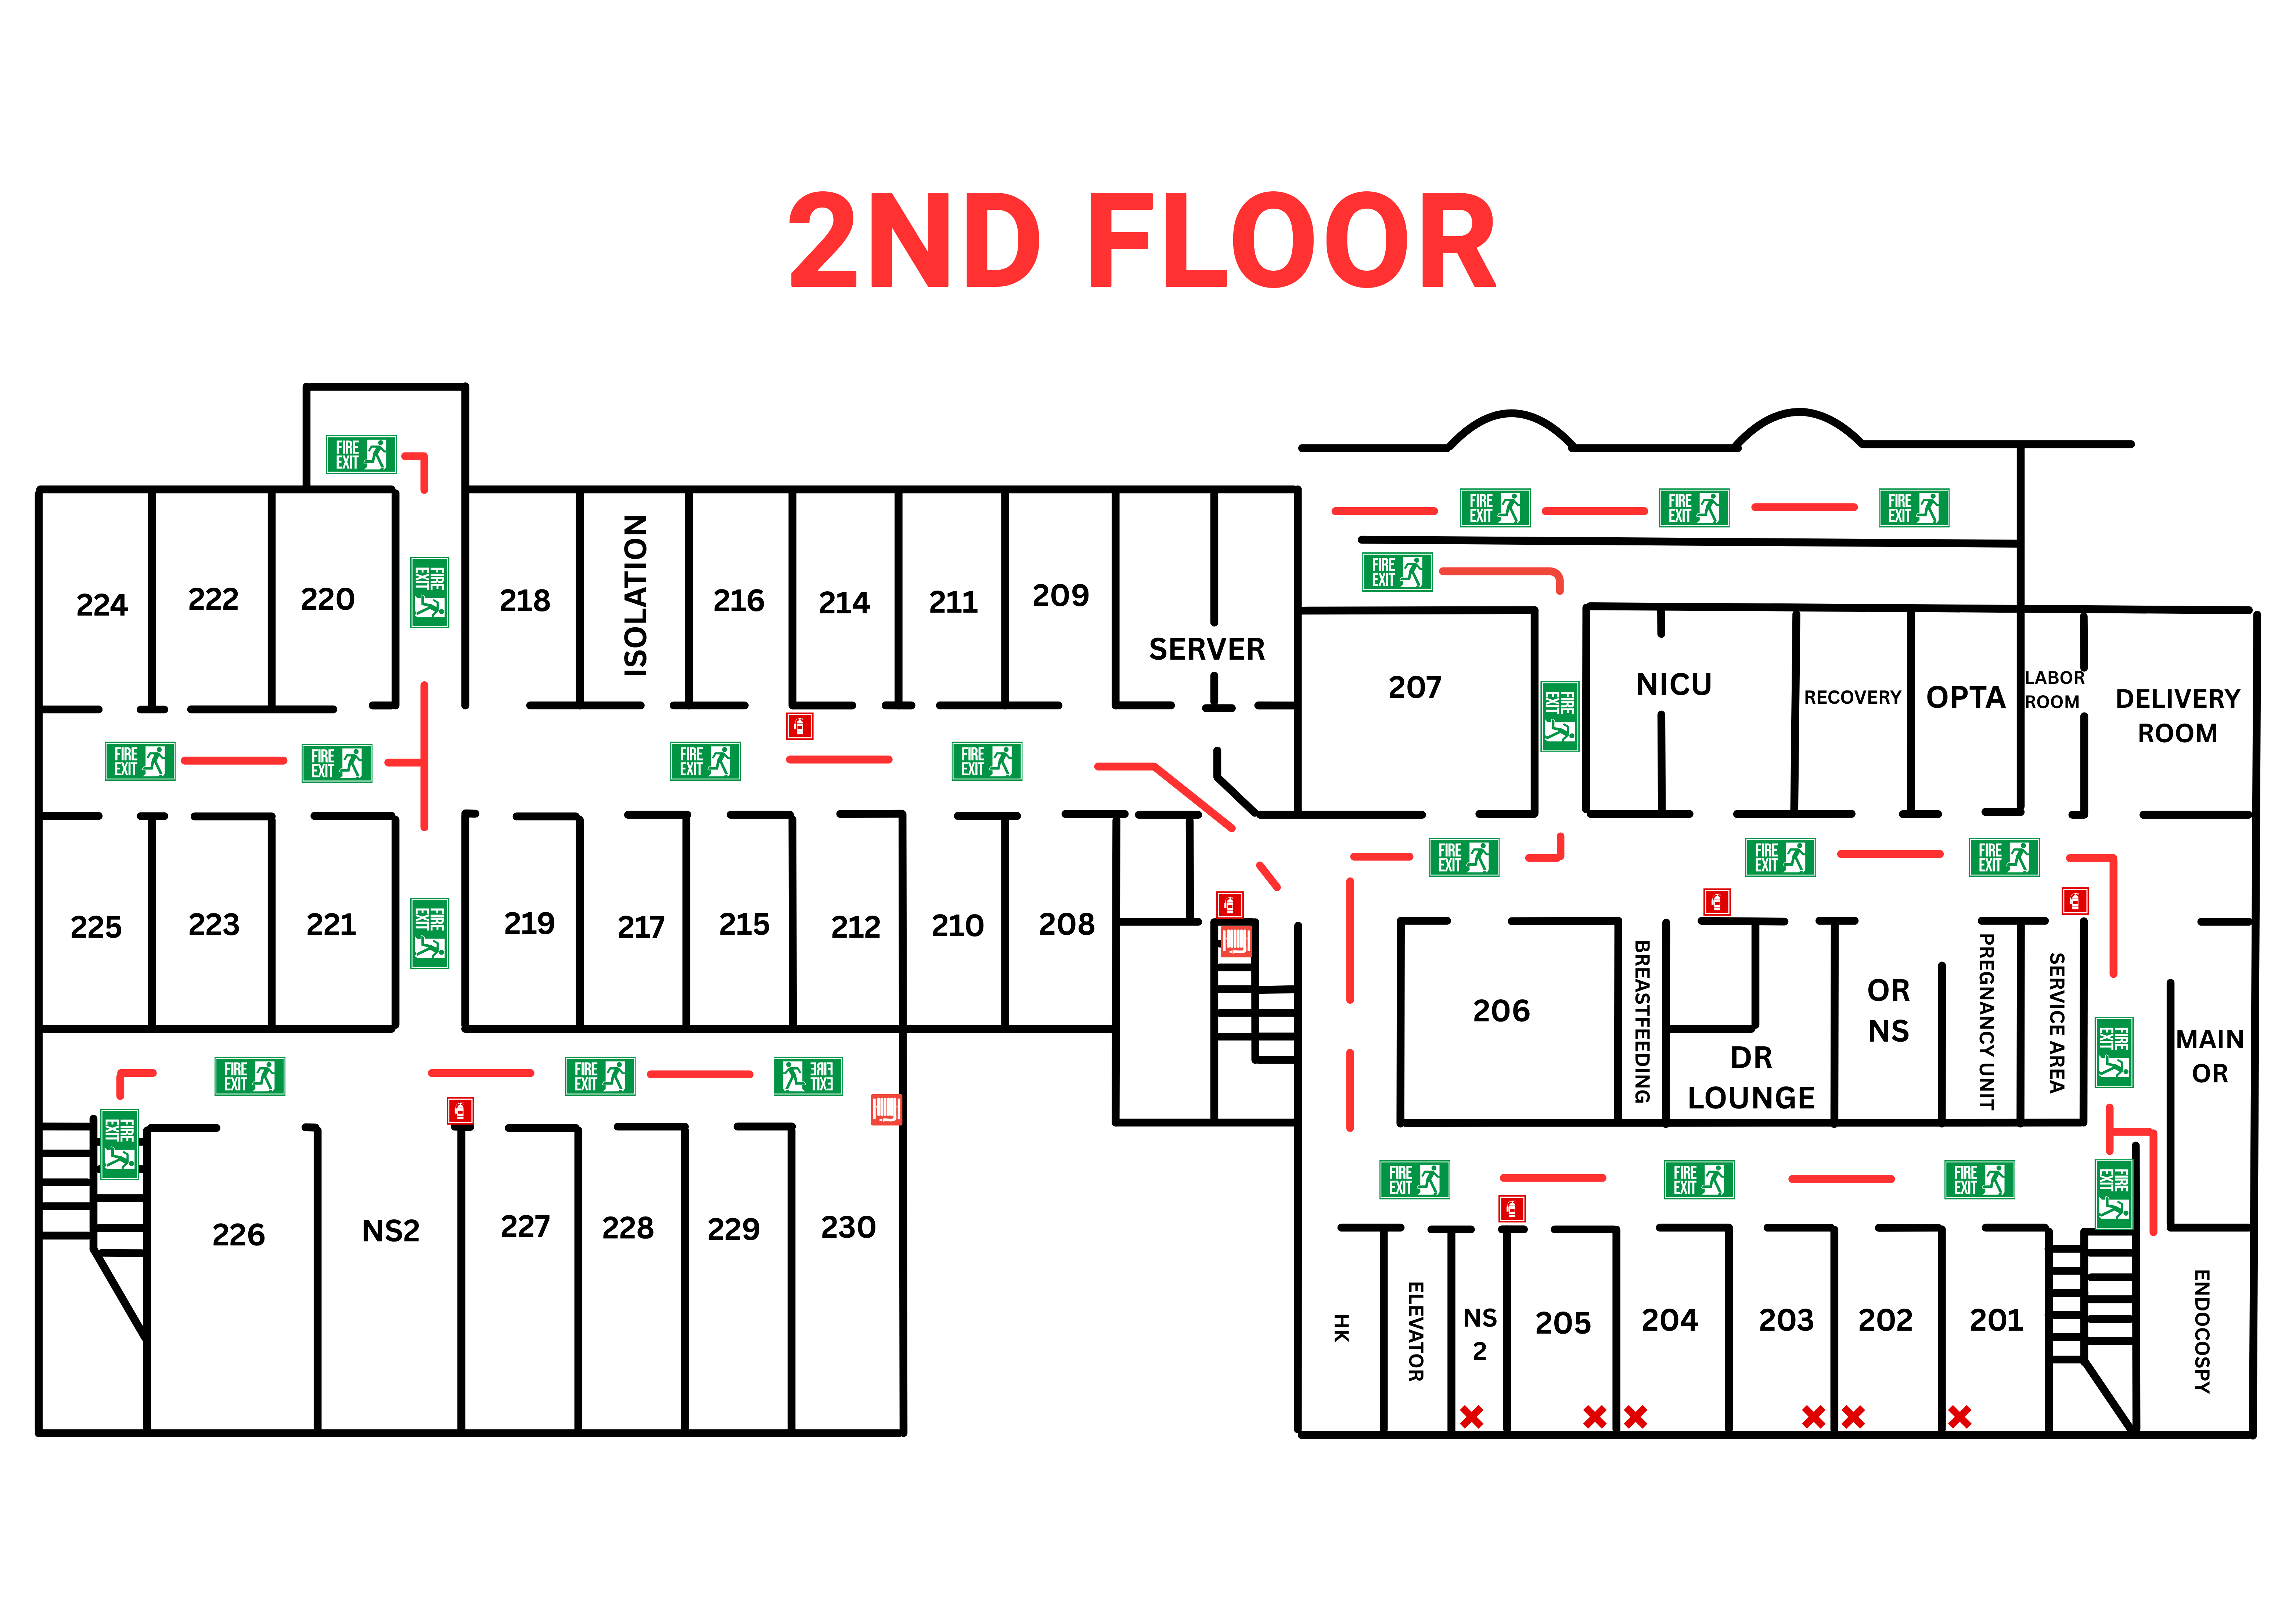 2ND FLOOR
FIRE
EXIT
FIRE
EXIT
FIRE
EXIT
FIRE
EXIT
FIRE
EXIT
FIRE
EXIT
224
222
220
218
ISOLATION
216
214
211
209
SERVER
207
FIRE
EXIT
NICU
RECOVERY
OPTA
LABOR
ROOM
DELIVERY
ROOM
FIRE
EXIT
FIRE
EXIT
FIRE
EXIT
FIRE
EXIT
FIRE
EXIT
FIRE
EXIT
FIRE
EXIT
225
223
221
FIRE
EXIT
219
217
215
212
210
208
206
BREASTFEEDING
DR
LOUNGE
OR
NS
PREGNANCY UNIT
SERVICE AREA
FIRE
EXIT
MAIN
OR
FIRE
EXIT
FIRE
EXIT
FIRE
EXIT
FIRE
EXIT
FIRE
EXIT
FIRE
EXIT
FIRE
EXIT
FIRE
EXIT
226
NS2
227
228
229
230
HK
ELEVATOR
NS
2
205
204
203
202
201
ENDOCOSPY